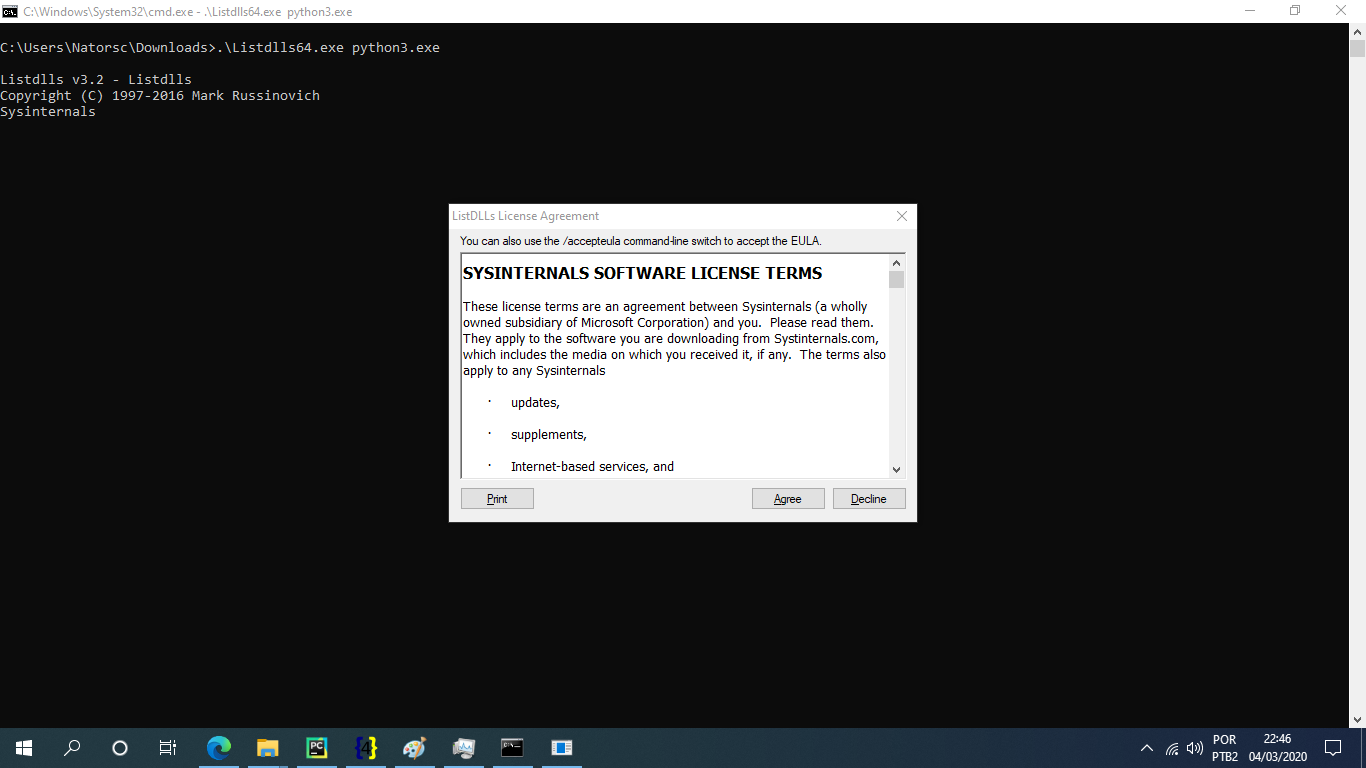 C:\Windows\System32\cmd.exe - .\Listdlls64.exe  python3.exe
C:\Users\Natorsc\Downloads>.\Listdlls64.exe python3.exe
Listdlls v3.2 - Listdlls
Copyright (C) 1997-2016 Mark Russinovich
Sysinternals
ListDLLs License Agreement
You can also use the /accepteula command-line switch to accept the EULA.
SYSINTERNALS SOFTWARE LICENSE TERMS
These license terms are an agreement between Sysinternals (a wholly
owned subsidiary of Microsoft Corporation) and you.  Please read them.
They apply to the software you are downloading from Systinternals.com,
which includes the media on which you received it, if any.  The terms also
apply to any Sysinternals
· updates,
· supplements,
· Internet-based services, and
Print Agree Decline
PC {4}
POR 22:46
PTB2 04/03/2020